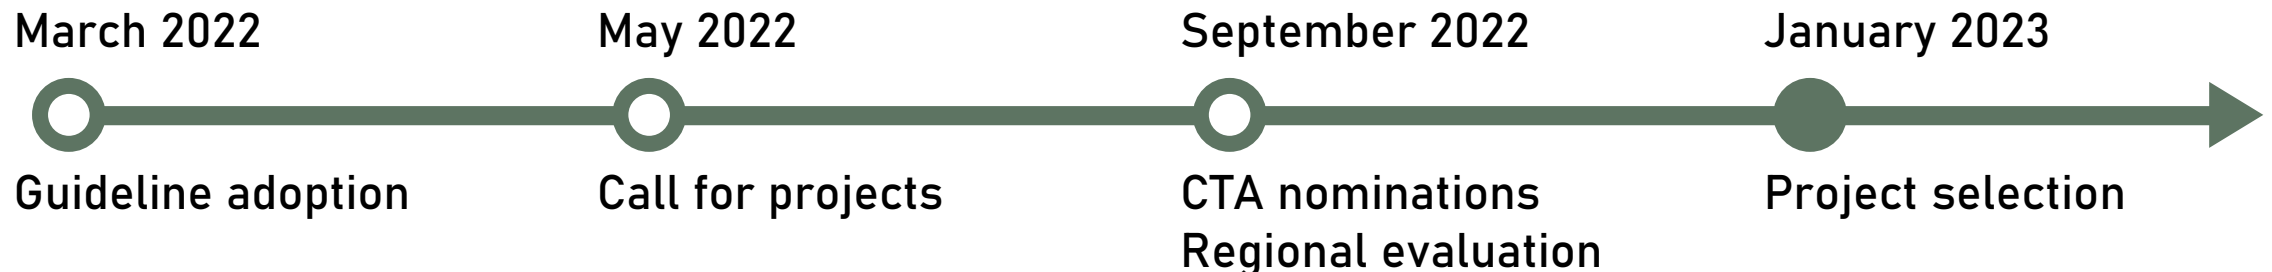 March 2022
May 2022
September 2022
January 2023
Guideline adoption
Call for projects
CTA nominations
Regional evaluation
Project selection